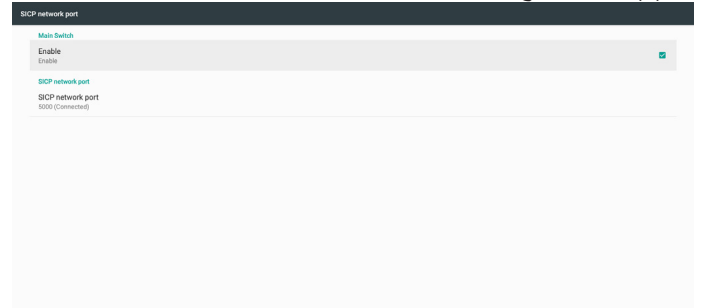 SICP network port
Main Switch
Enable
Enable
SICP network port
SICP network port
5000 (Connected)